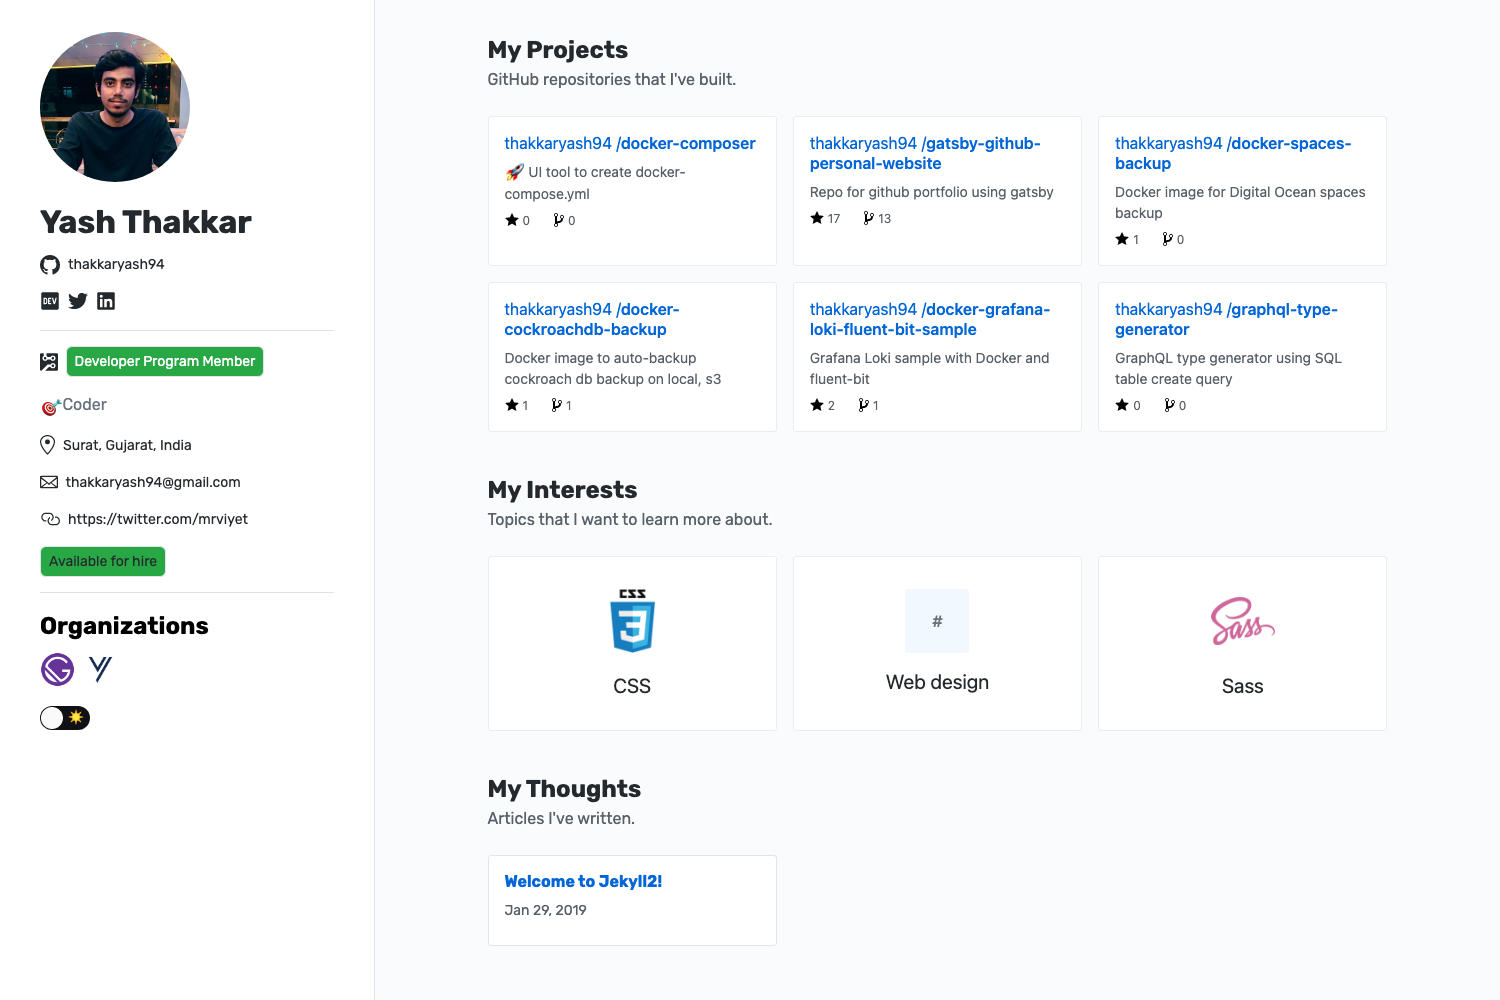 Yash Thakkar
thakkaryash94
DEV
Developer Program Member
Coder
Surat, Gujarat, India
thakkaryash94@gmail.com
https://twitter.com/mrviyet
Available for hire
Organizations
My Projects
GitHub repositories that I've built.
thakkaryash94 /docker-composer
🚀 UI tool to create docker-
compose.yml
0 0
thakkaryash94 /gatsby-github-
personal-website
Repo for github portfolio using gatsby
17 13
thakkaryash94 /docker-spaces-
backup
Docker image for Digital Ocean spaces
backup
1 0
thakkaryash94 /docker-
cockroachdb-backup
Docker image to auto-backup
cockroach db backup on local, s3
1 1
thakkaryash94 /docker-grafana-
loki-fluent-bit-sample
Grafana Loki sample with Docker and
fluent-bit
2 1
thakkaryash94 /graphql-type-
generator
GraphQL type generator using SQL
table create query
0 0
My Interests
Topics that I want to learn more about.
CSS
3
CSS
#
Web design
Sass
Sass
My Thoughts
Articles I've written.
Welcome to Jekyll2!
Jan 29, 2019